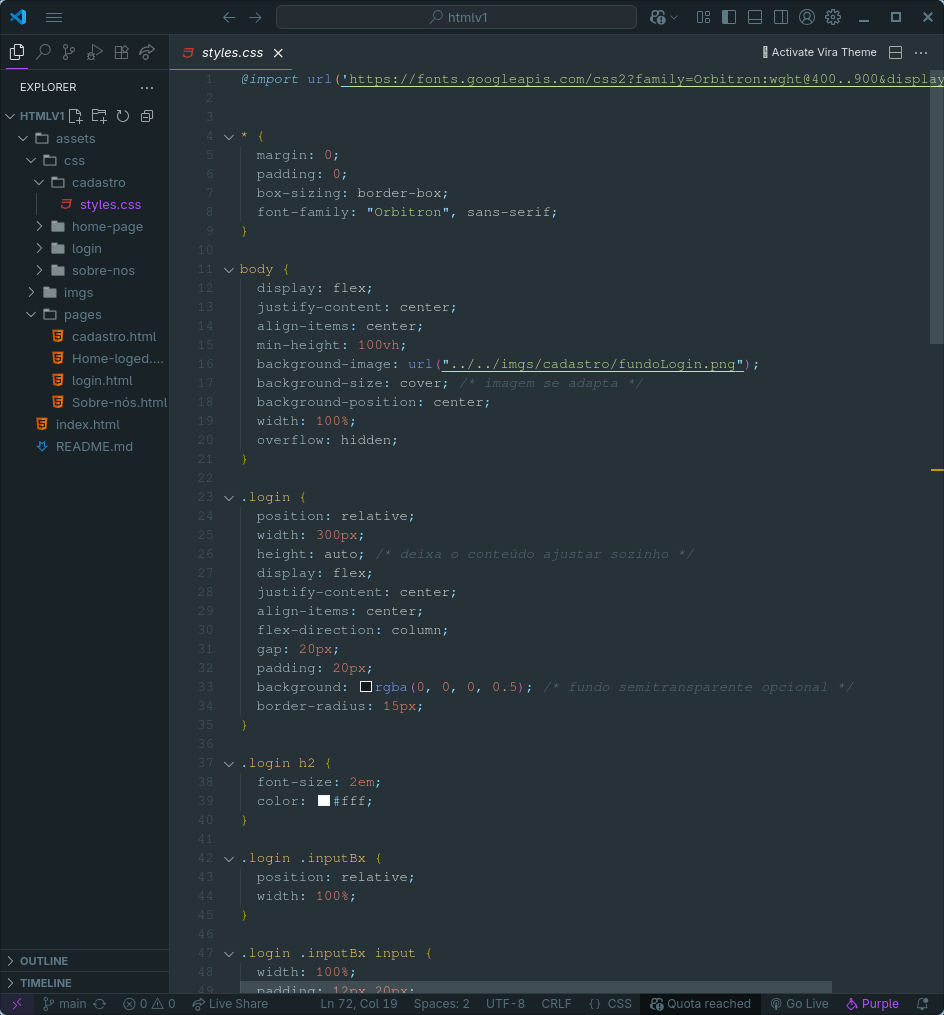 htmlv1
styles.css
Activate Vira Theme
EXPLORER
HTMLV1
assets
css
cadastro
styles.css
home-page
login
sobre-nos
imgs
pages
cadastro.html
Home-loged....
login.html
Sobre-nós.html
index.html
README.md
OUTLINE
TIMELINE
1 @import url('https://fonts.googleapis.com/css2?family=Orbitron:wght@400..900&display
2
3
4 * {
5 margin: 0;
6 padding: 0;
7 box-sizing: border-box;
8 font-family: "Orbitron", sans-serif;
9 }
10
11 body {
12 display: flex;
13 justify-content: center;
14 align-items: center;
15 min-height: 100vh;
16 background-image: url("../../imgs/cadastro/fundoLogin.png");
17 background-size: cover; /* imagem se adapta */
18 background-position: center;
19 width: 100%;
20 overflow: hidden;
21 }
22
23 .login {
24 position: relative;
25 width: 300px;
26 height: auto; /* deixa o conteúdo ajustar sozinho */
27 display: flex;
28 justify-content: center;
29 align-items: center;
30 flex-direction: column;
31 gap: 20px;
32 padding: 20px;
33 background: rgba(0, 0, 0, 0.5); /* fundo semitransparente opcional */
34 border-radius: 15px;
35 }
36
37 .login h2 {
38 font-size: 2em;
39 color: #fff;
40 }
41
42 .login .inputBx {
43 position: relative;
44 width: 100%;
45 }
46
47 .login .inputBx input {
48 width: 100%;
49 padding: 12px 20px;
main 0 0 Live Share Ln 72, Col 19 Spaces: 2 UTF-8 CRLF {} CSS Quota reached Go Live Purple